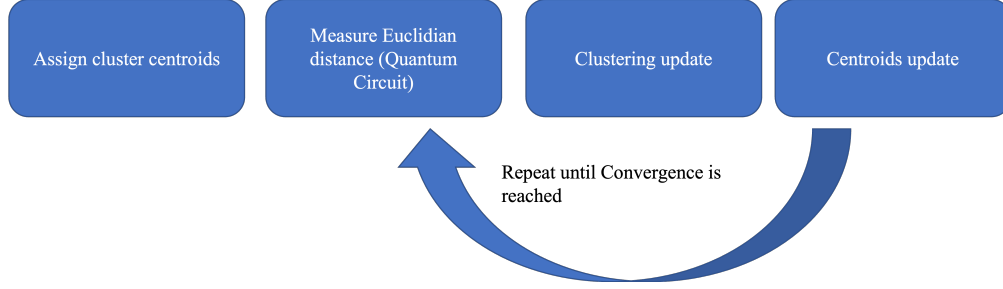 Assign cluster centroids
Measure Euclidian
distance (Quantum
Circuit)
Clustering update
Centroids update
Repeat until Convergence is
reached